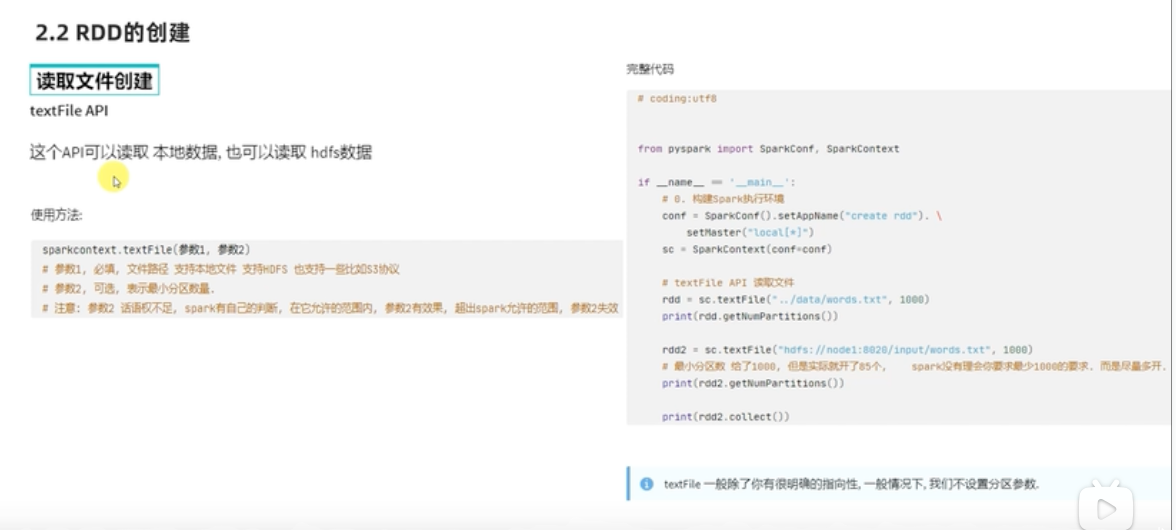 2.2 RDD的创建
读取文件创建
textFile API
这个API可以读取 本地数据, 也可以读取 hdfs数据
使用方法:
sparkcontext.textFile(参数1, 参数2)
# 参数1, 必填, 文件路径 支持本地文件 支持HDFS 也支持一些比如S3协议
# 参数2, 可选, 表示最小分区数量.
# 注意: 参数2 话语权不足, spark有自己的判断, 在它允许的范围内, 参数2有效果, 超出spark允许的范围, 参数2失效
完整代码
# coding:utf8
from pyspark import SparkConf, SparkContext
if __name__ == '__main__':
# 0. 构建Spark执行环境
conf = SparkConf().setAppName("create rdd"). \
setMaster("local[*]")
sc = SparkContext(conf=conf)
# textFile API 读取文件
rdd = sc.textFile("../data/words.txt", 1000)
print(rdd.getNumPartitions())
rdd2 = sc.textFile("hdfs://node1:8020/input/words.txt", 1000)
# 最小分区数 给了1000, 但是实际就开了85个, spark没有理会你要求最少1000的要求. 而是尽量多开.
print(rdd2.getNumPartitions())
print(rdd2.collect())
textFile 一般除了你有很明确的指向性, 一般情况下, 我们不设置分区参数.